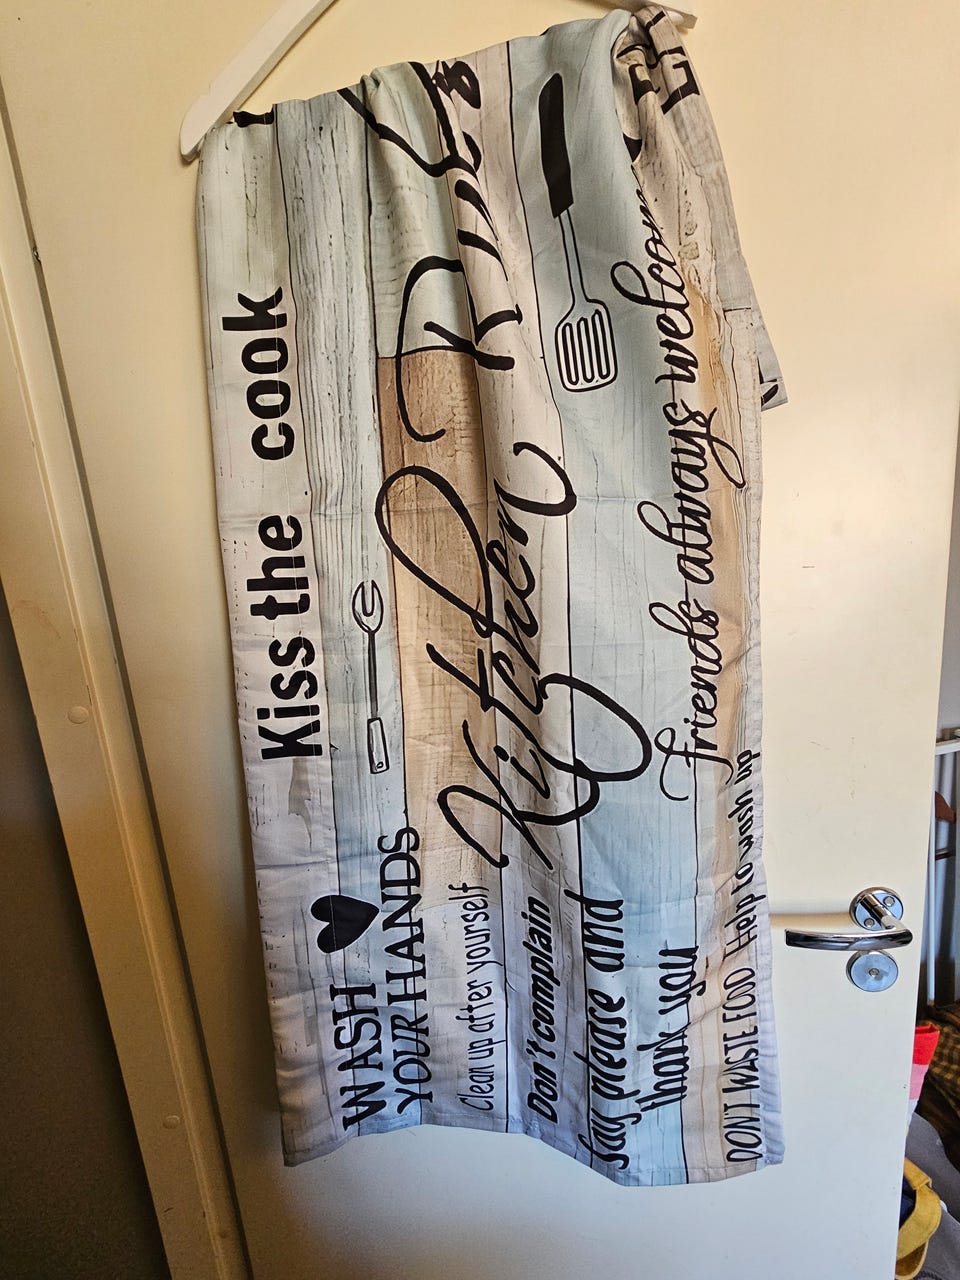 Kiss the cook
WASH
YOUR HANDS
Kitchen Rules
Clean up after yourself
Don't complain
Say please and
thank you
Friends always welcome
DON'T WASTE FOOD Help to wash up